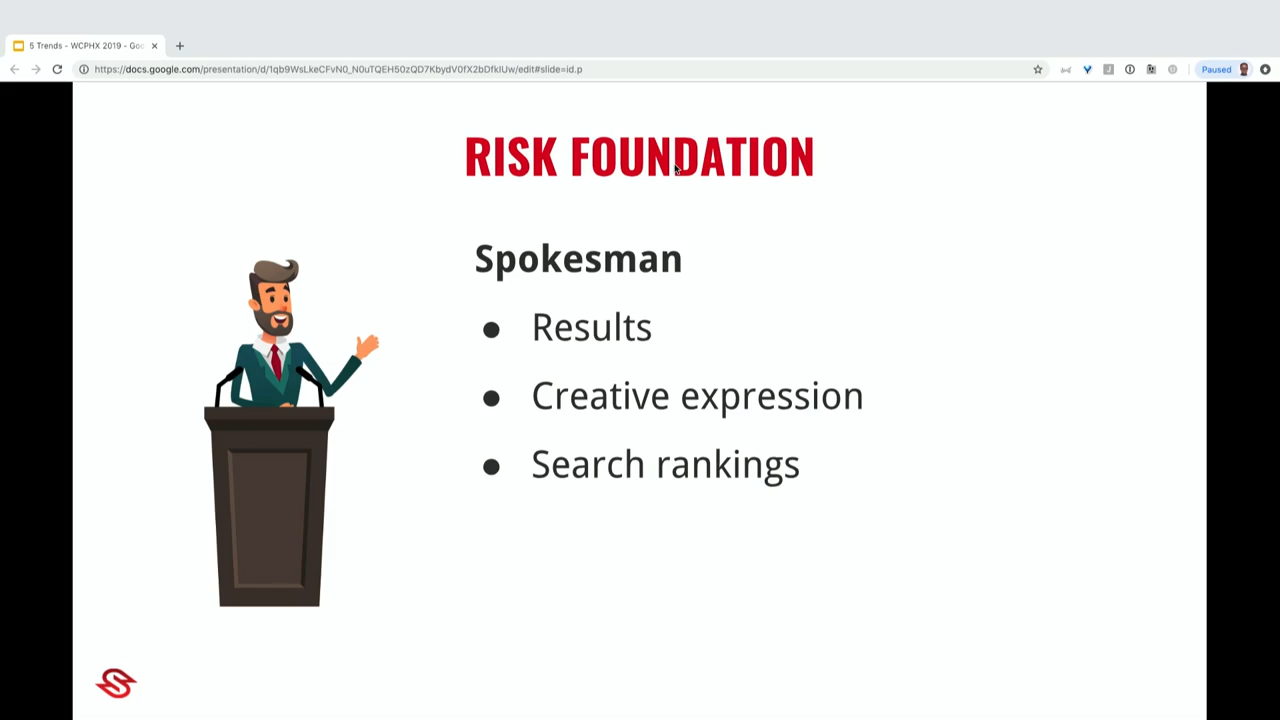 5 Trends - WCPHX 2019 - Goo
https://docs.google.com/presentation/d/1qb9WsLkeCFvN0_N0uTQEH50zQD7KbydV0fX2bDfkIUw/edit#slide=id.p
Paused
RISK FOUNDATION
Spokesman
● Results
● Creative expression
● Search rankings